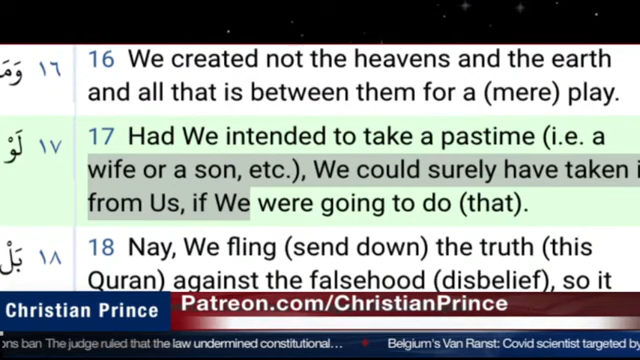 وَمَ ١٦ 16 We created not the heavens and the earth
and all that is between them for a (mere) play.
لَوْ ١٧ 17 Had We intended to take a pastime (i.e. a
wife or a son, etc.), We could surely have taken i
from Us, if We were going to do (that).
بَلْ ١٨ 18 Nay, We fling (send down) the truth (this
Quran) against the falsehood (disbelief), so it
Christian Prince Patreon.com/ChristianPrince
ons ban The judge ruled that the law undermined constitutional... Belgium's Van Ranst: Covid scientist targeted by